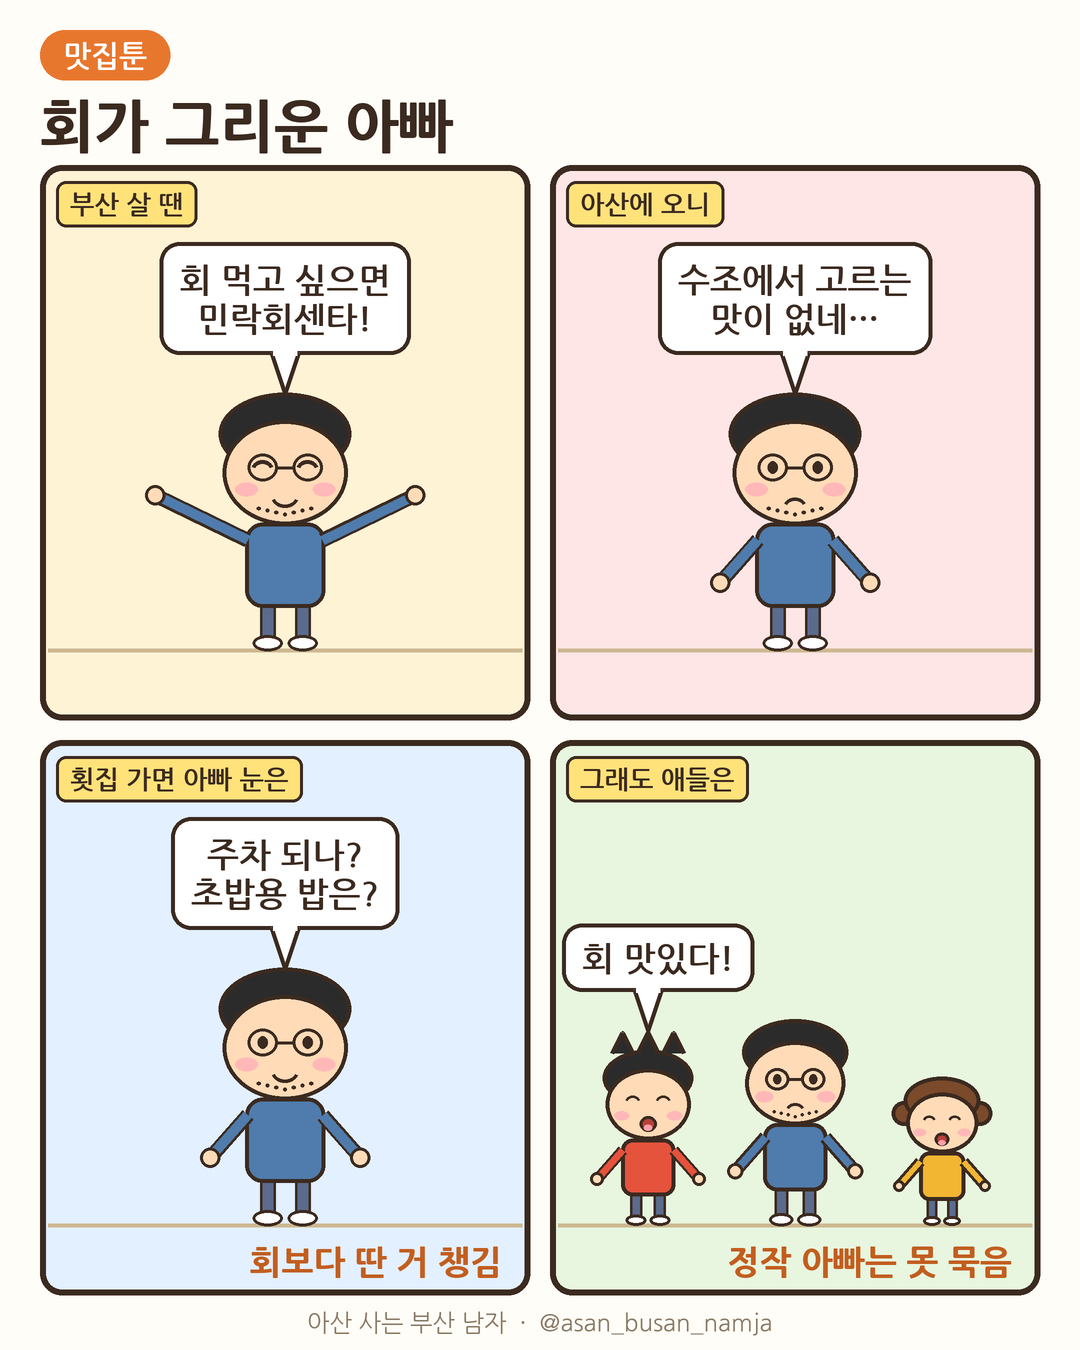 맛집툰
회가 그리운 아빠
부산 살 땐
회 먹고 싶으면
민락회센타!
아산에 오니
수조에서 고르는
맛이 없네…
횟집 가면 아빠 눈은
주차 되나?
초밥용 밥은?
회보다 딴 거 챙김
그래도 애들은
회 맛있다!
정작 아빠는 못 묵음
아산 사는 부산 남자 · @asan_busan_namja